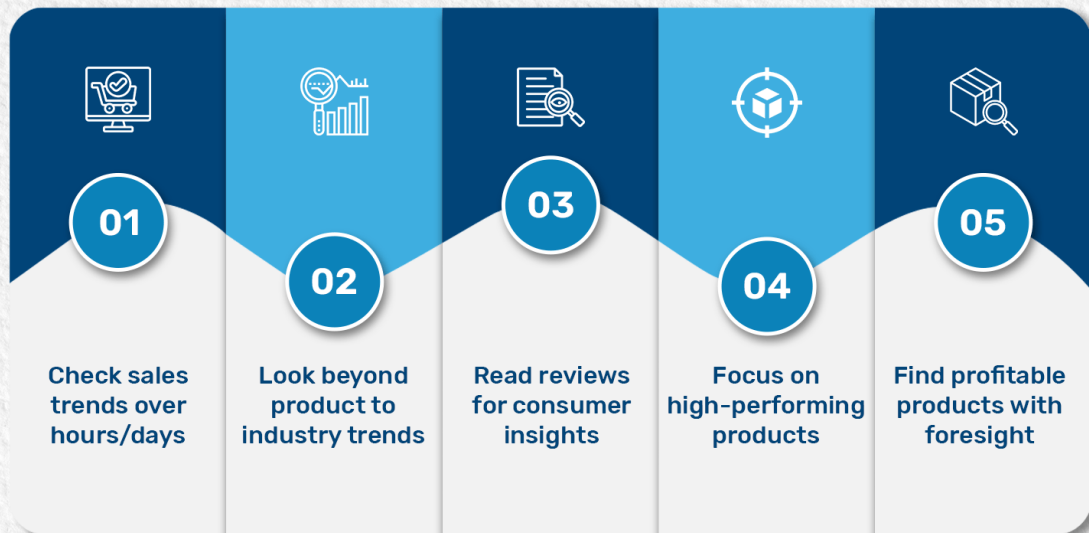 01
Check sales
trends over
hours/days
02
Look beyond
product to
industry trends
03
Read reviews
for consumer
insights
04
Focus on
high-performing
products
05
Find profitable
products with
foresight